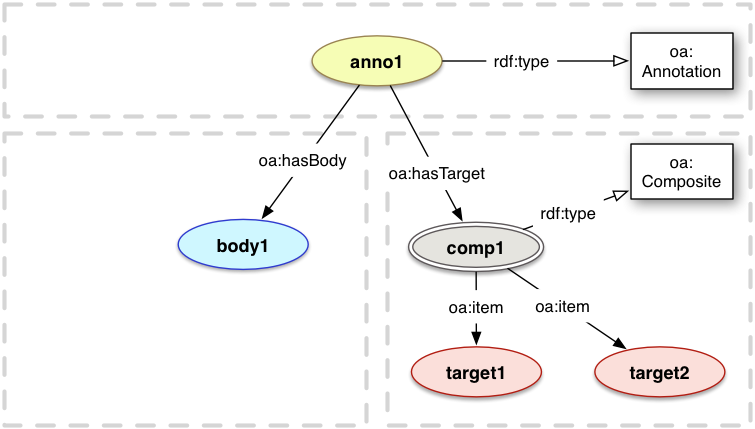 anno1
rdf:type
oa:
Annotation
oa:hasBody
oa:hasTarget
oa:
Composite
rdf:type
body1
comp1
oa:item
oa:item
target1
target2